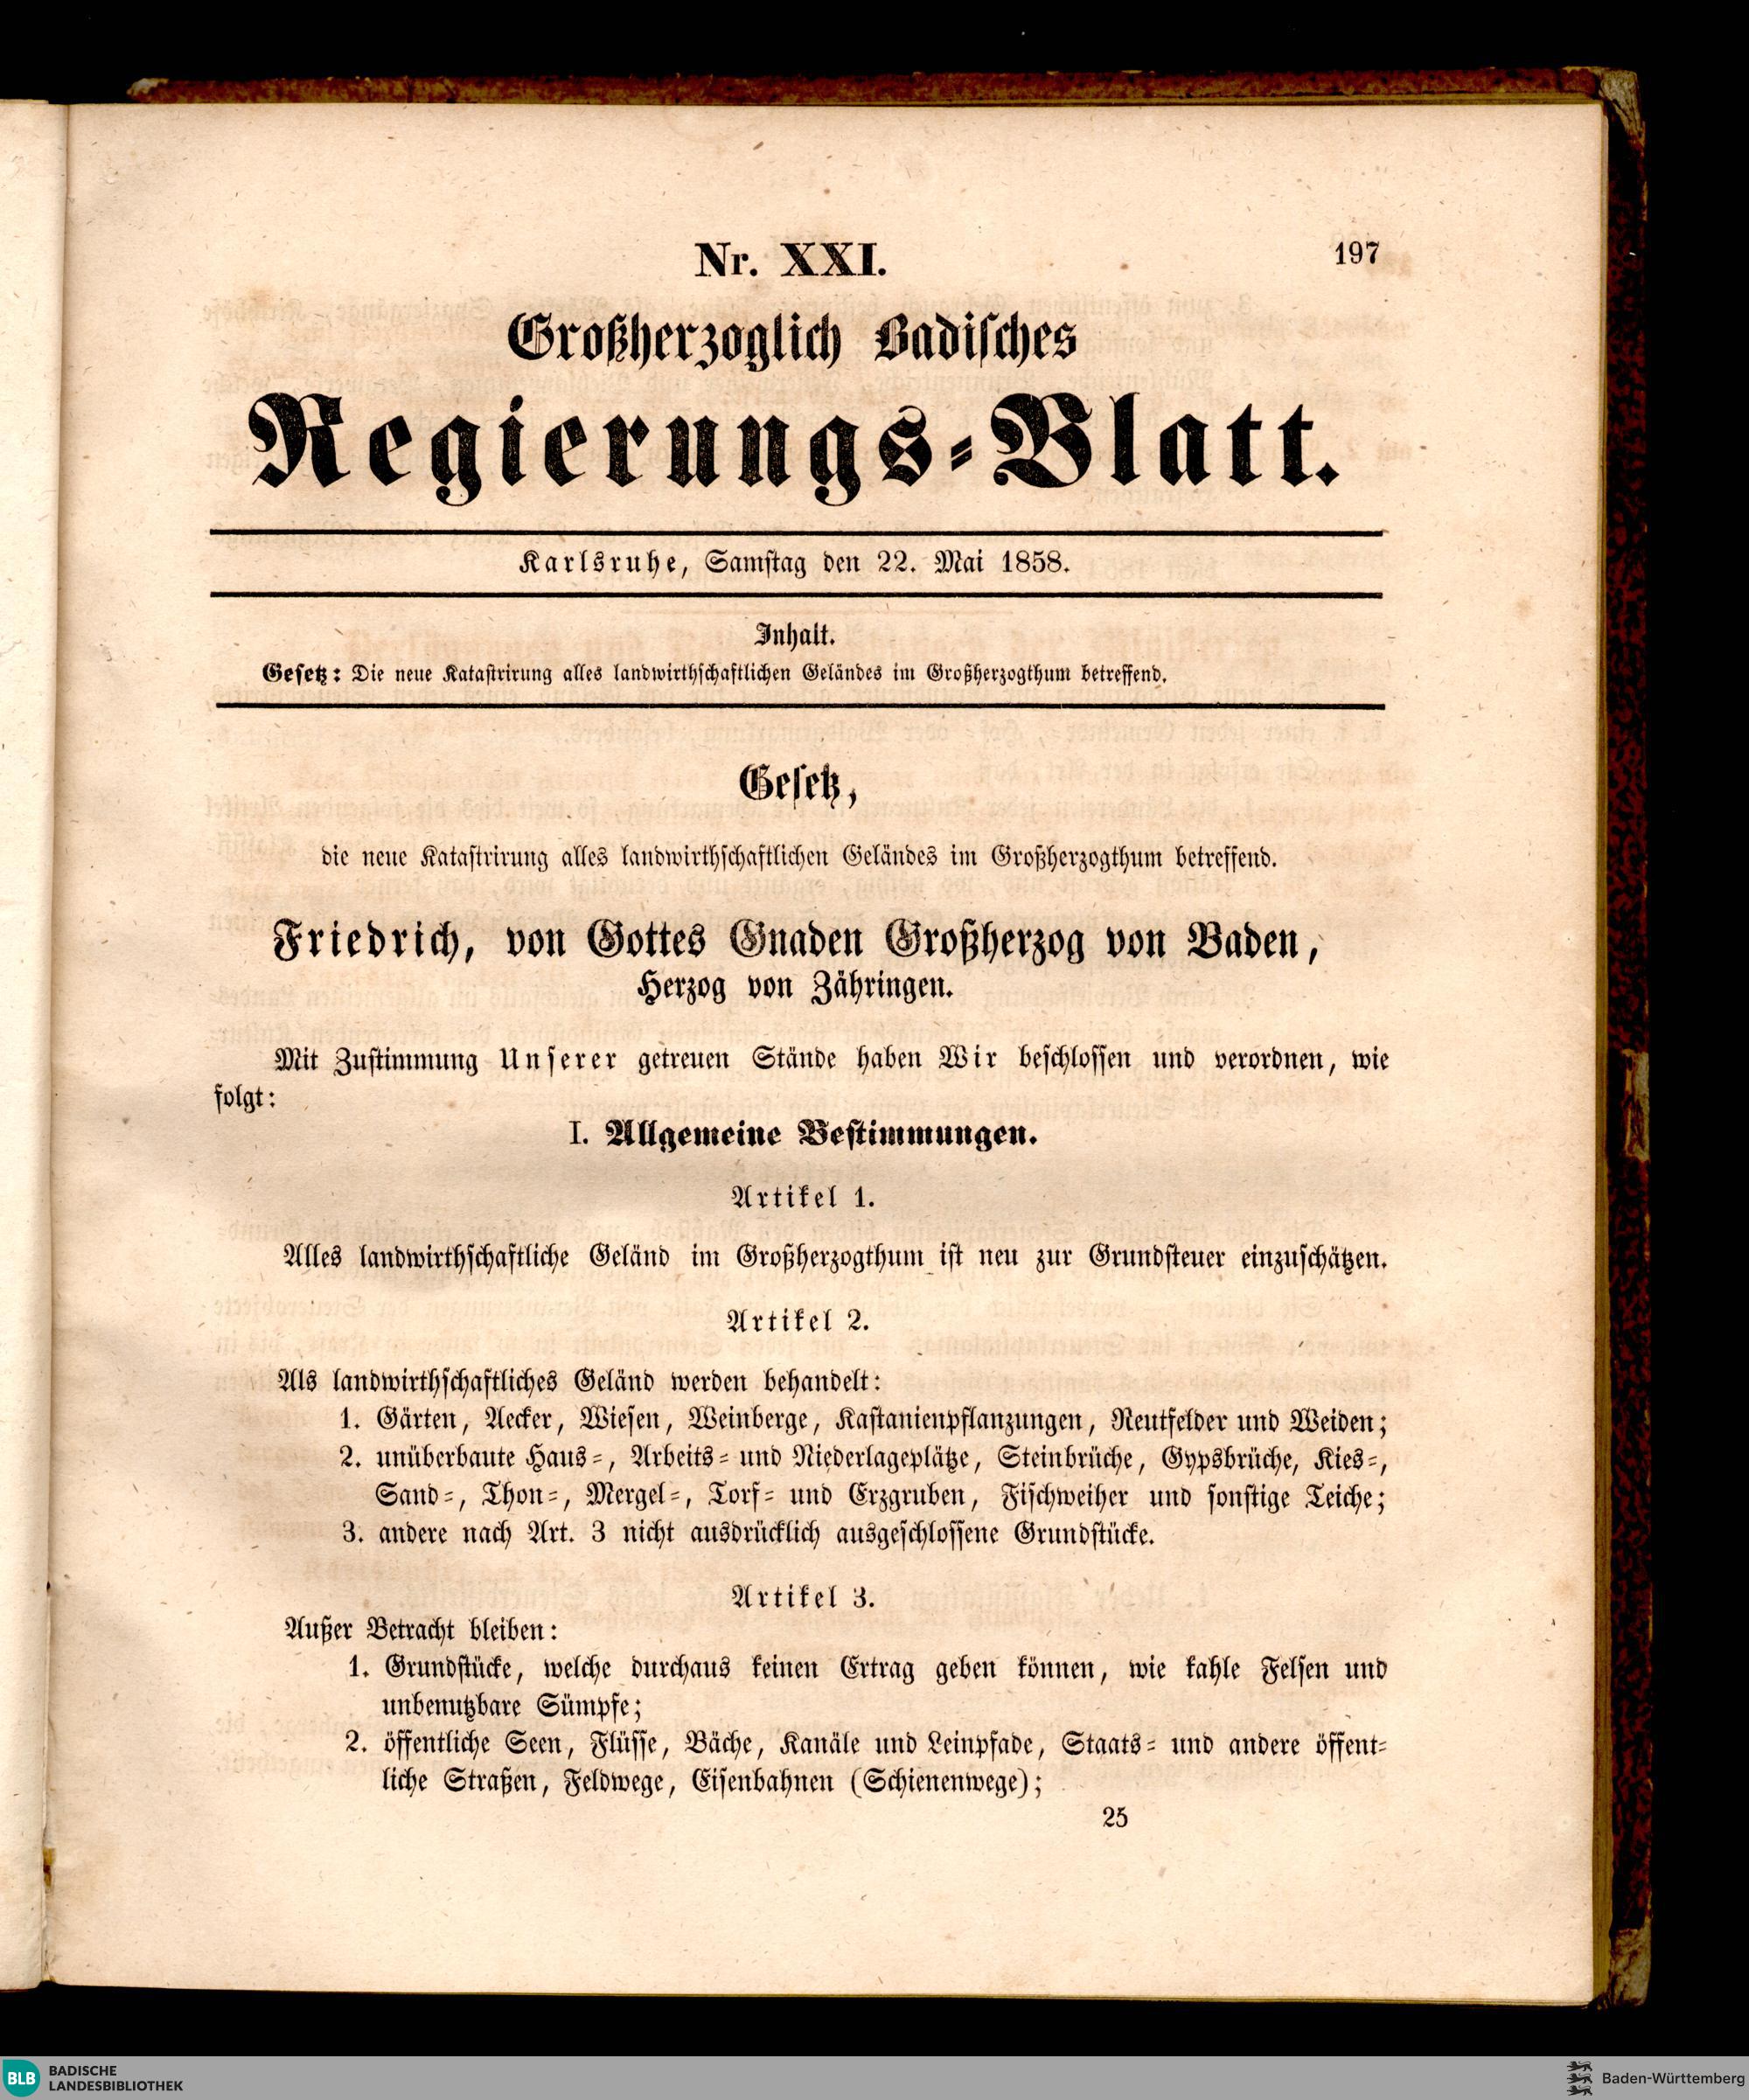 Nr. XXI.
197
Großherzoglich Badisches
Regierungs-Blatt.
Karlsruhe, Samstag den 22. Mai 1858.
Inhalt.
Gesetz: Die neue Katastrirung alles landwirthschaftlichen Geländes im Großherzogthum betreffend.
Gesetz,
die neue Katastrirung alles landwirthschaftlichen Geländes im Großherzogthum betreffend.
Friedrich, von Gottes Gnaden Großherzog von Baden,
Herzog von Zähringen.
Mit Zustimmung Unserer getreuen Stände haben Wir beschlossen und verordnen, wie
folgt:
I. Allgemeine Bestimmungen.
Artikel 1.
Alles landwirthschaftliche Geländ im Großherzogthum ist neu zur Grundsteuer einzuschätzen.
Artikel 2.
Als landwirthschaftliches Geländ werden behandelt:
1. Gärten, Aecker, Wiesen, Weinberge, Kastanienpflanzungen, Reutfelder und Weiden;
2. unüberbaute Haus-, Arbeits- und Niederlageplätze, Steinbrüche, Gypsbrüche, Kies-,
Sand-, Thon-, Mergel-, Torf- und Erzgruben, Fischweiher und sonstige Teiche;
3. andere nach Art. 3 nicht ausdrücklich ausgeschlossene Grundstücke.
Artikel 3.
Außer Betracht bleiben:
1. Grundstücke, welche durchaus keinen Ertrag geben können, wie kahle Felsen und
unbenutzbare Sümpfe;
2. öffentliche Seen, Flüsse, Bäche, Kanäle und Leinpfade, Staats- und andere öffent-
liche Straßen, Feldwege, Eisenbahnen (Schienenwege);
25
BLB BADISCHE
LANDESBIBLIOTHEK
Baden-Württemberg